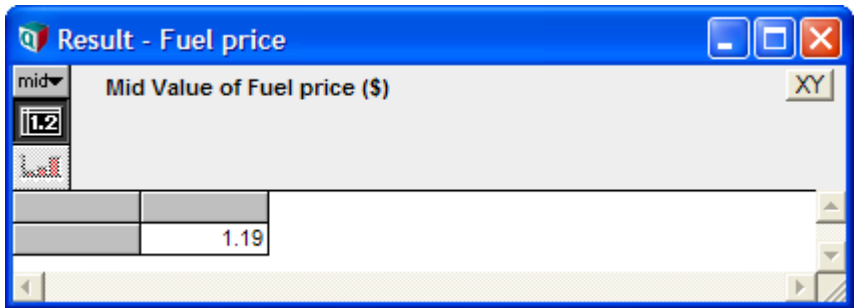 Result - Fuel price
mid
Mid Value of Fuel price ($)
XY
1.2
1.19